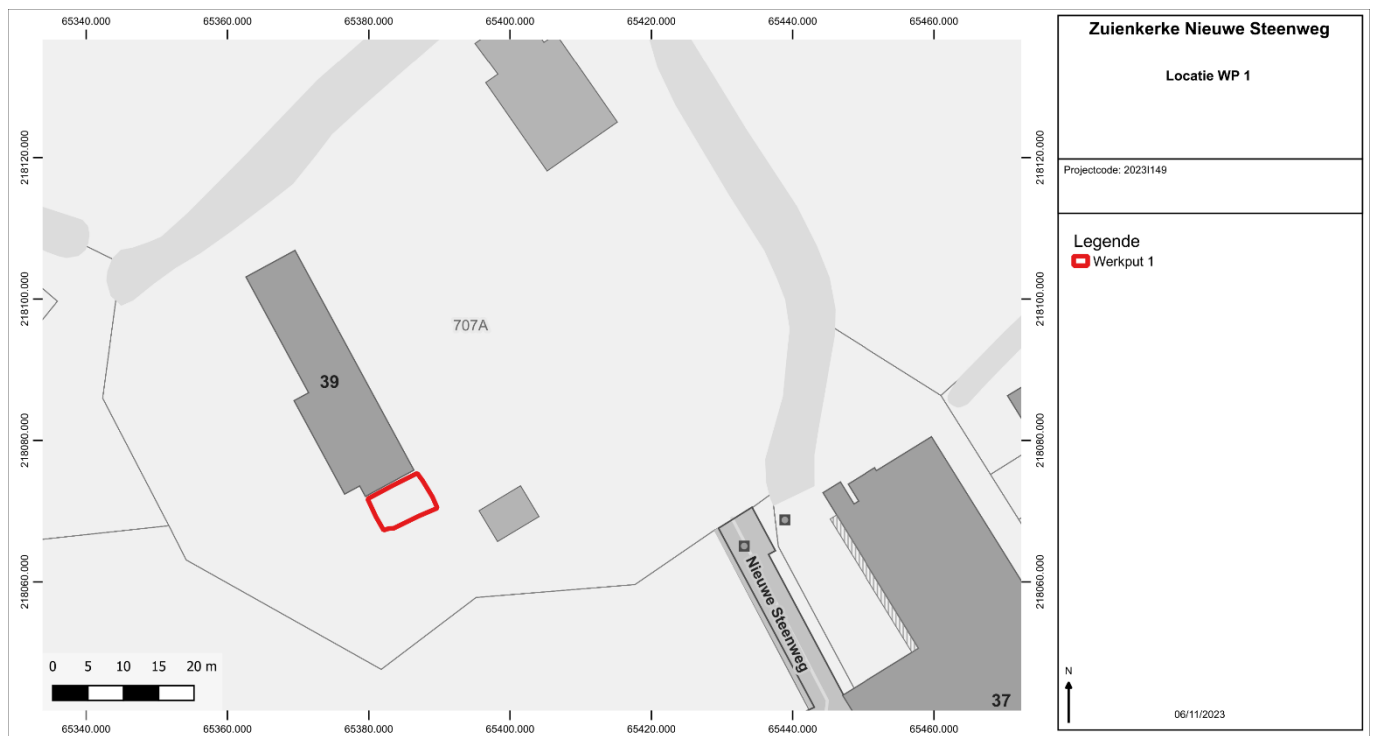 65340.000 65360.000 65380.000 65400.000 65420.000 65440.000 65460.000
Zuienkerke Nieuwe Steenweg
Locatie WP 1
Projectcode: 2023I149
Legende
Werkput 1
218120.000 218120.000
218100.000 218100.000
707A
39
218080.000 218080.000
218060.000 218060.000
Nieuwe Steenweg
37
0 5 10 15 20 m
N
06/11/2023
65340.000 65360.000 65380.000 65400.000 65420.000 65440.000 65460.000